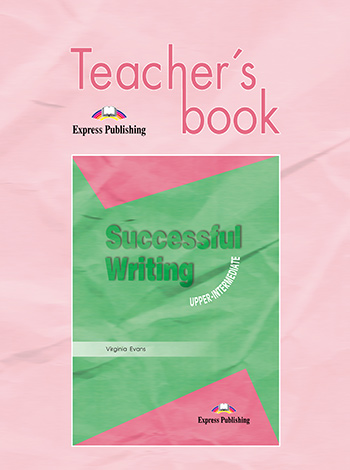 Teacher's
book
Express Publishing
Successful
Writing
UPPER-INTERMEDIATE
Virginia Evans
Express Publishing